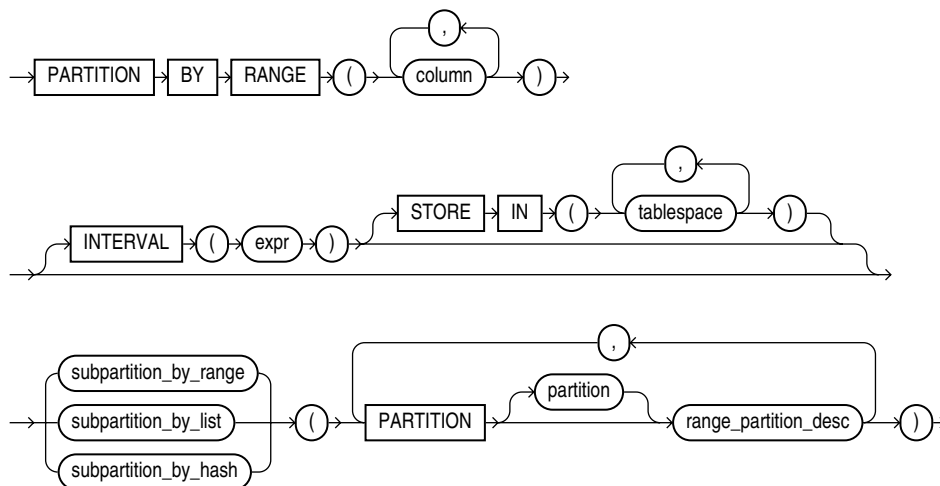 ,
PARTITION BY RANGE ( column )
,
STORE IN ( tablespace )
INTERVAL ( expr )
,
subpartition_by_range
partition
subpartition_by_list ( PARTITION range_partition_desc )
subpartition_by_hash